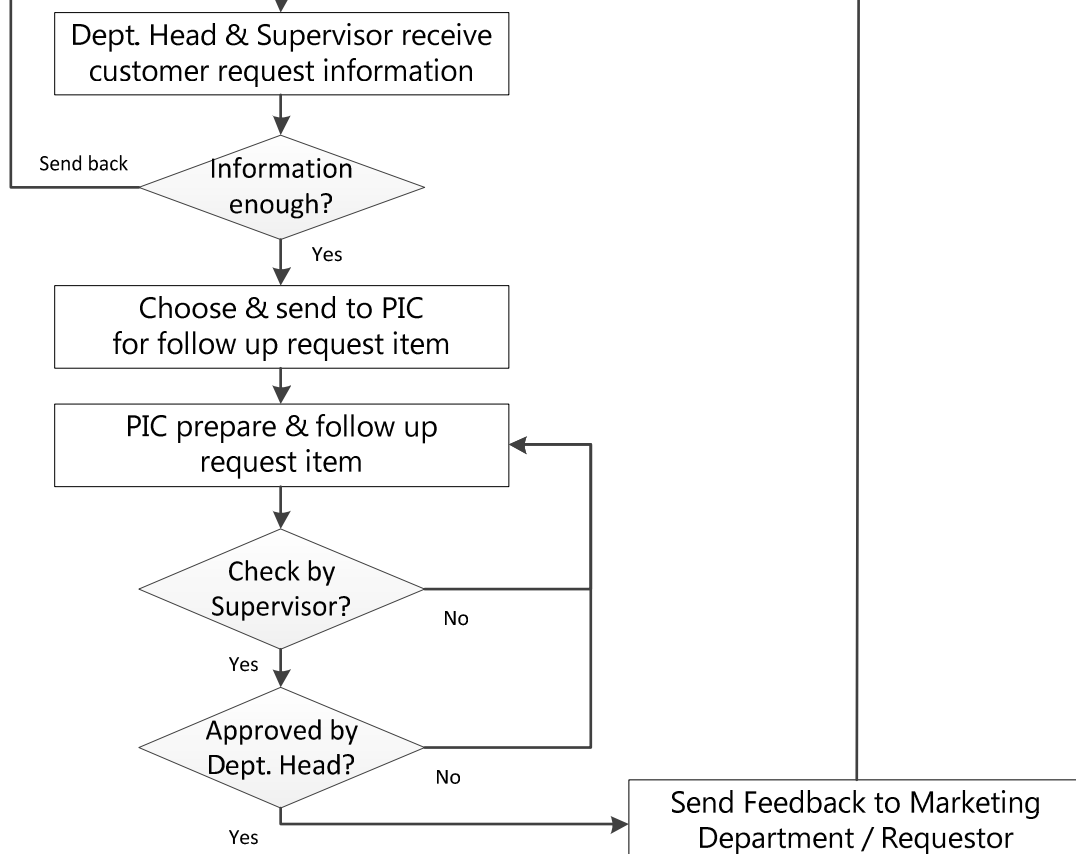 Dept. Head & Supervisor receive
customer request information
Send back
Information
enough?
Yes
Choose & send to PIC
for follow up request item
PIC prepare & follow up
request item
Check by
Supervisor?
No
Yes
Approved by
Dept. Head?
No
Yes
Send Feedback to Marketing
Department / Requestor